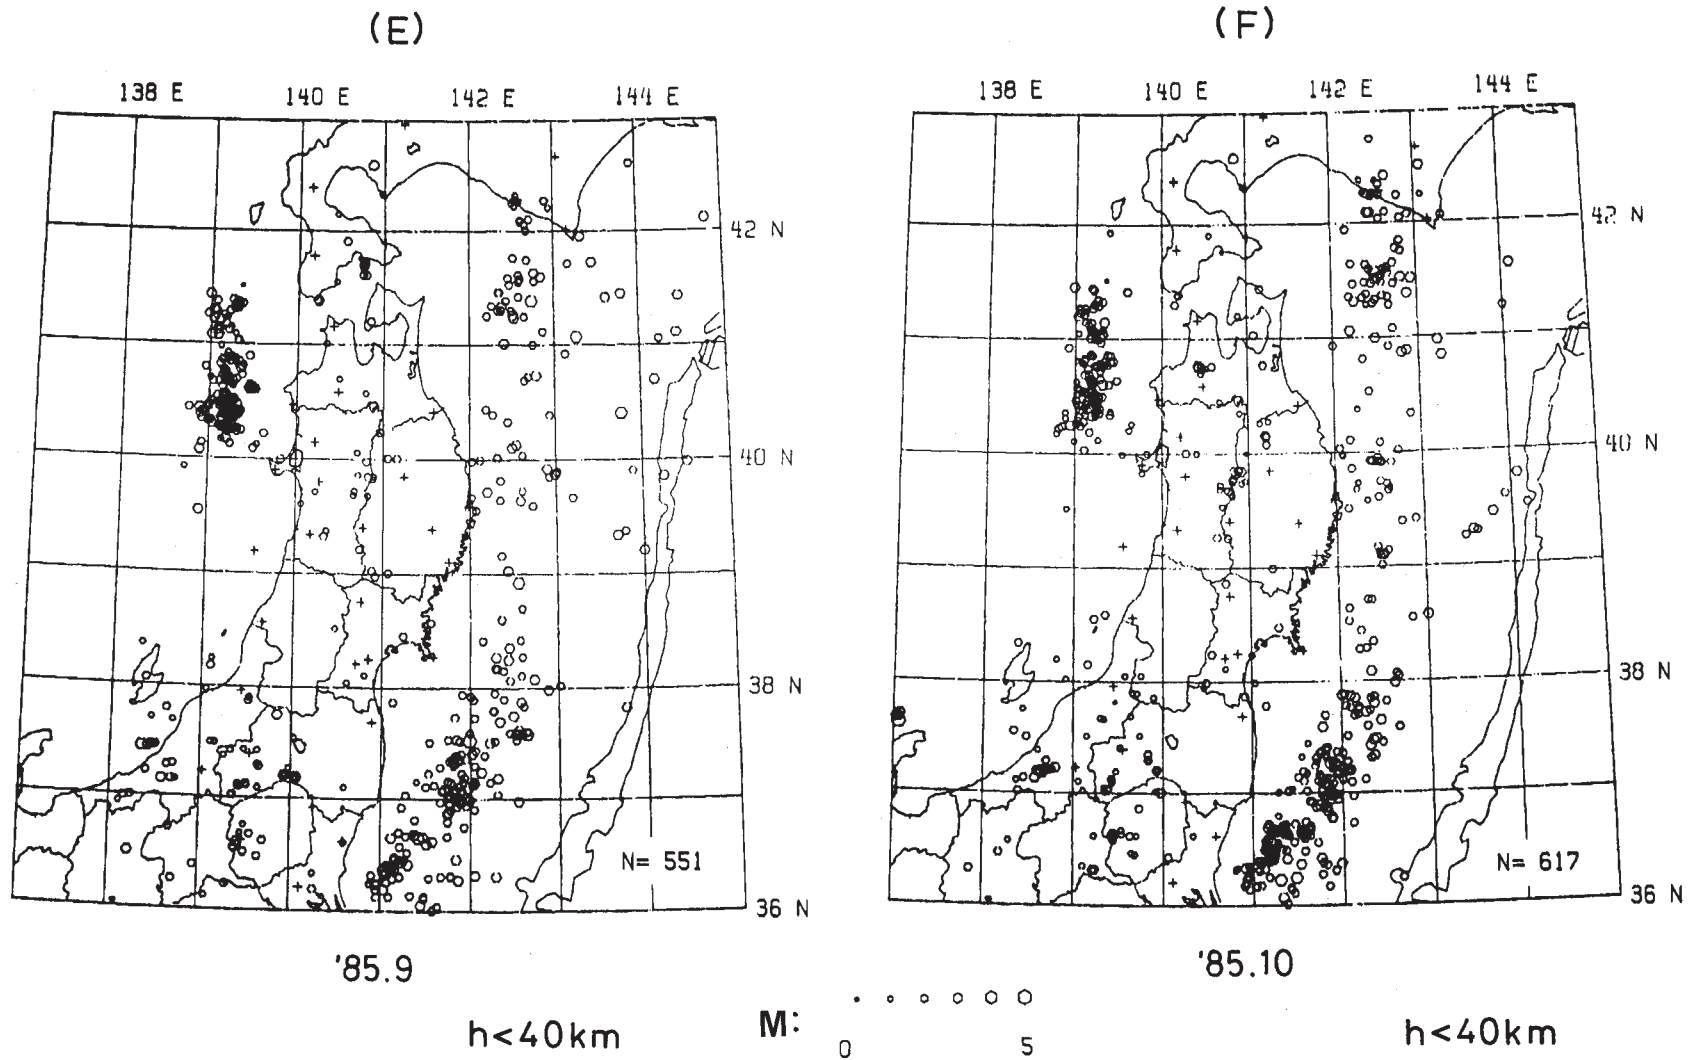 (E)
138 E 140 E 142 E 144 E
42 N
40 N
38 N
N= 551
36 N
'85.9
h<40km
(F)
138 E 140 E 142 E 144 E
42 N
40 N
38 N
N= 617
36 N
'85.10
h<40km
M:
0 5